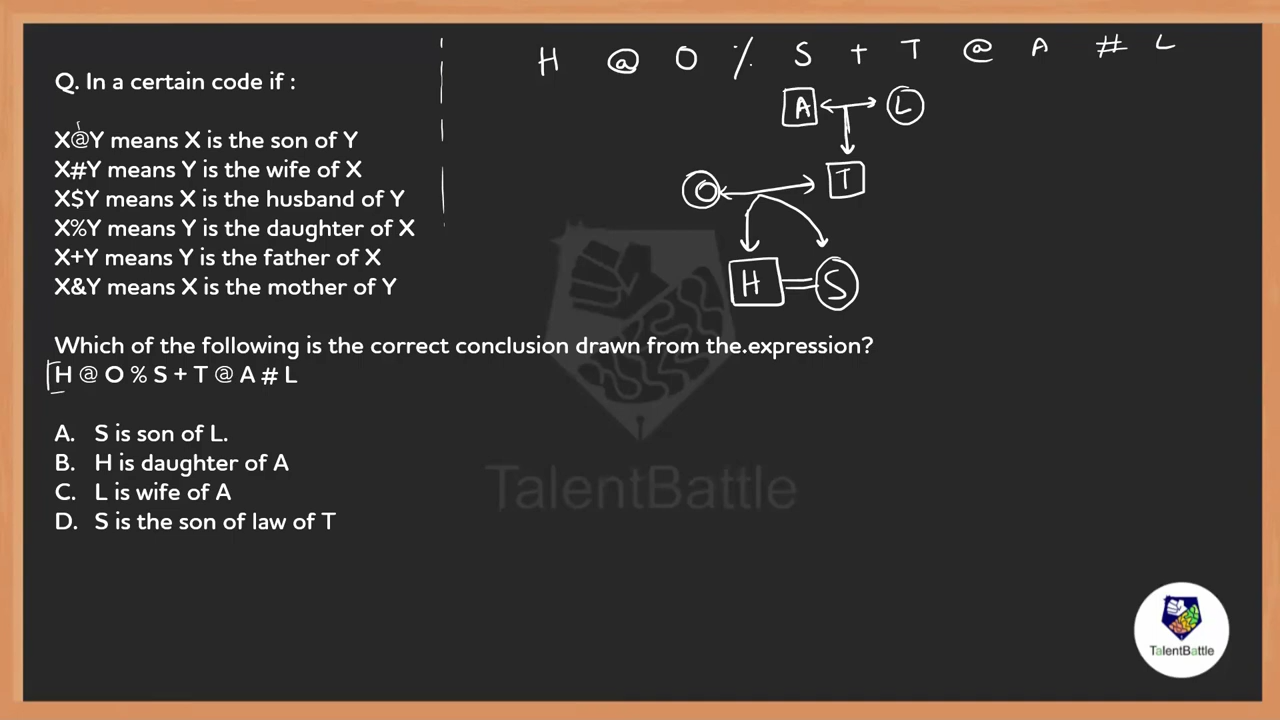 H @ O % S + T @ A # L
Q. In a certain code if :
A L
X@Y means X is the son of Y
X#Y means Y is the wife of X
O T
X$Y means X is the husband of Y
X%Y means Y is the daughter of X
X+Y means Y is the father of X
H S
X&Y means X is the mother of Y
Which of the following is the correct conclusion drawn from the.expression?
H @ O % S + T @ A # L
A. S is son of L.
B. H is daughter of A
TalentBattle
C. L is wife of A
D. S is the son of law of T
TalentBattle